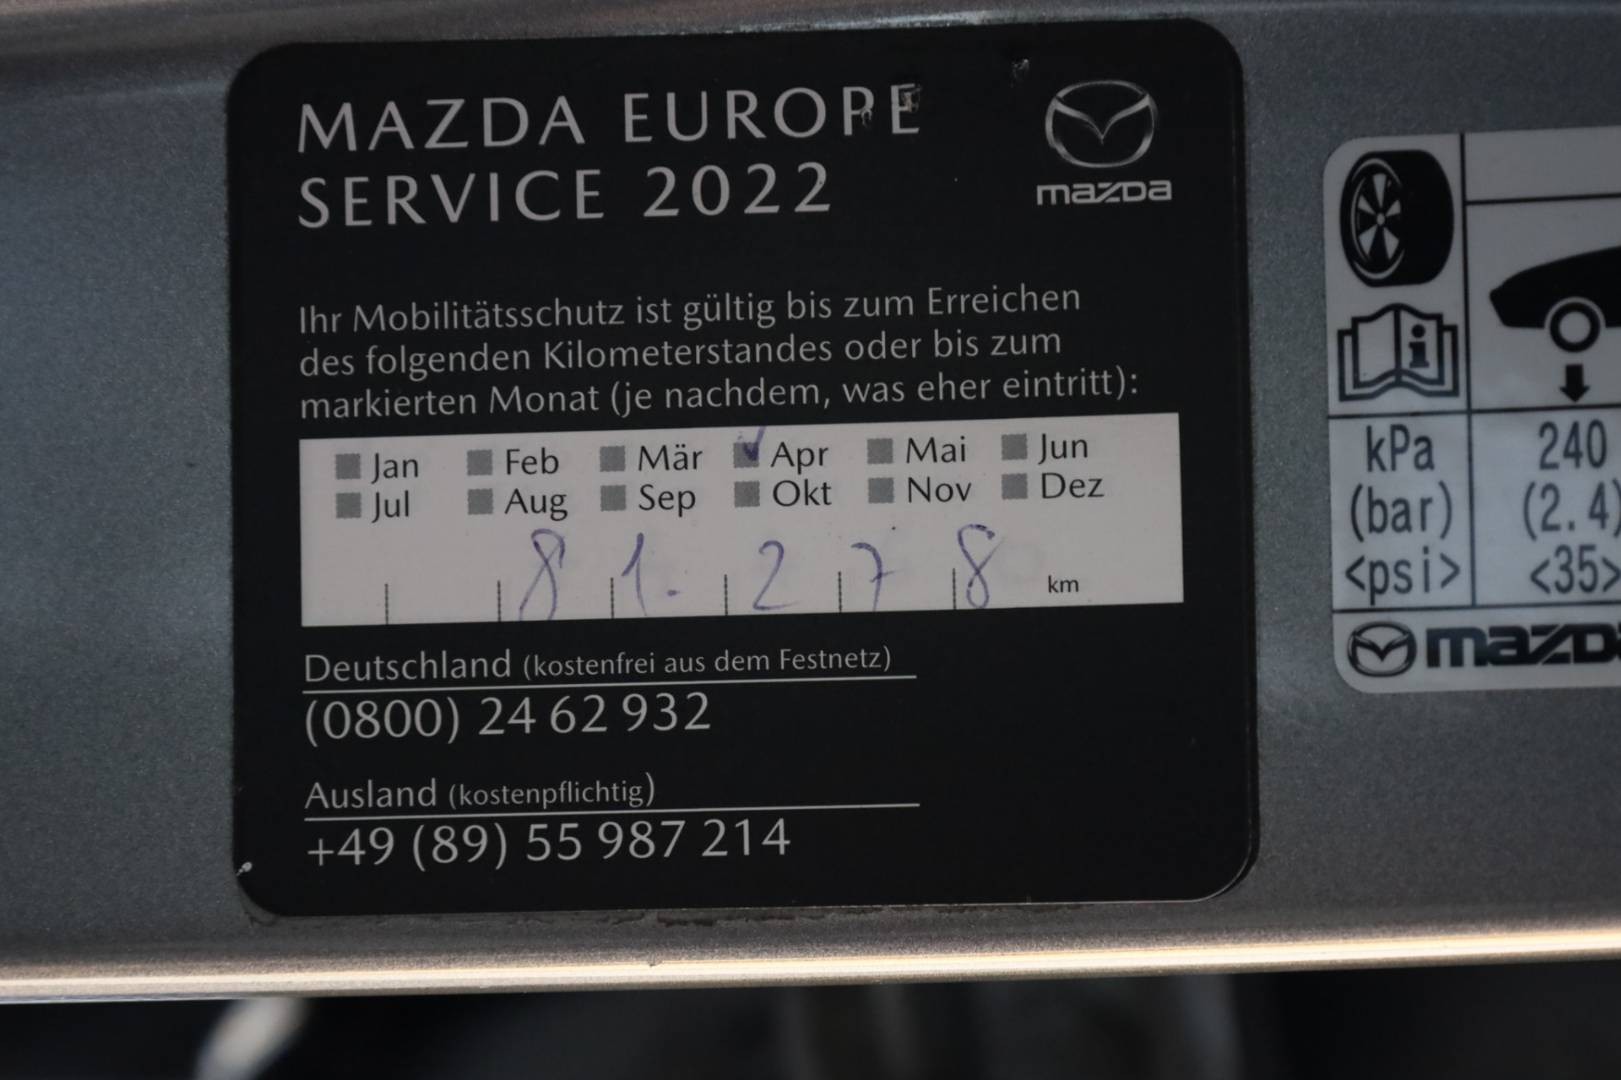 MAZDA EUROPE
SERVICE 2022
mazda
Ihr Mobilitätsschutz ist gültig bis zum Erreichen
des folgenden Kilometerstandes oder bis zum
markierten Monat (je nachdem, was eher eintritt):
Jan Feb Mär Apr Mai Jun
Jul Aug Sep Okt Nov Dez
81.278 km
Deutschland (kostenfrei aus dem Festnetz)
(0800) 24 62 932
Ausland (kostenpflichtig)
+49 (89) 55 987 214
kPa 240
(bar) (2.4)
<psi> <35>
mazda